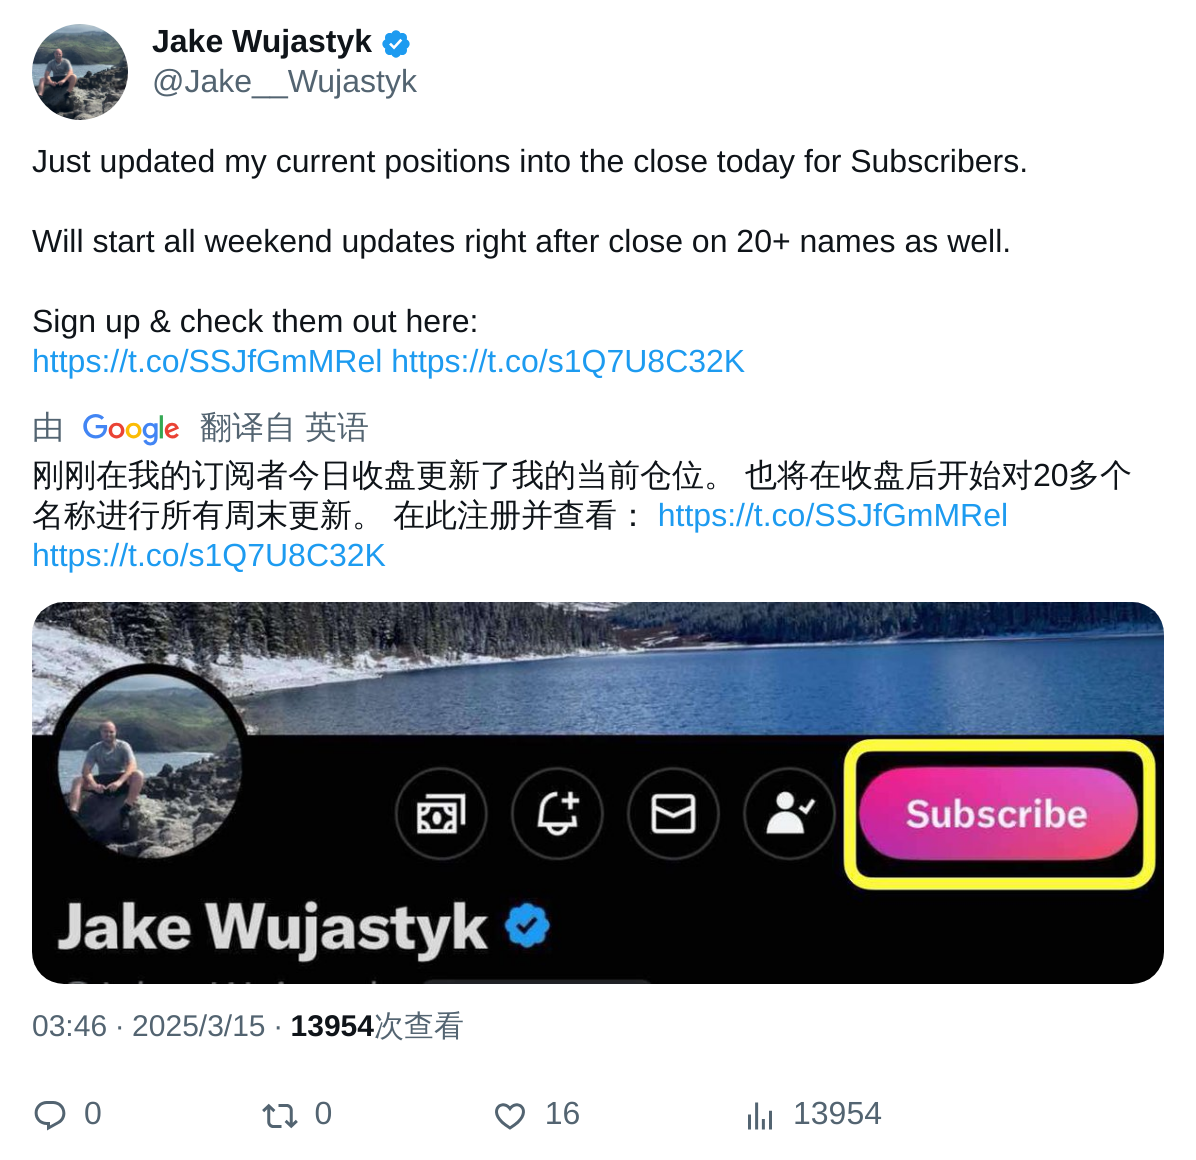 Jake Wujastyk
@Jake__Wujastyk
Just updated my current positions into the close today for Subscribers.
Will start all weekend updates right after close on 20+ names as well.
Sign up & check them out here:
https://t.co/SSJfGmMRel https://t.co/s1Q7U8C32K
由 Google 翻译自 英语
刚刚在我的订阅者今日收盘更新了我的当前仓位。 也将在收盘后开始对20多个
名称进行所有周末更新。 在此注册并查看： https://t.co/SSJfGmMRel
https://t.co/s1Q7U8C32K
Subscribe
Jake Wujastyk
03:46 · 2025/3/15 · 13954次查看
0 0 16 13954